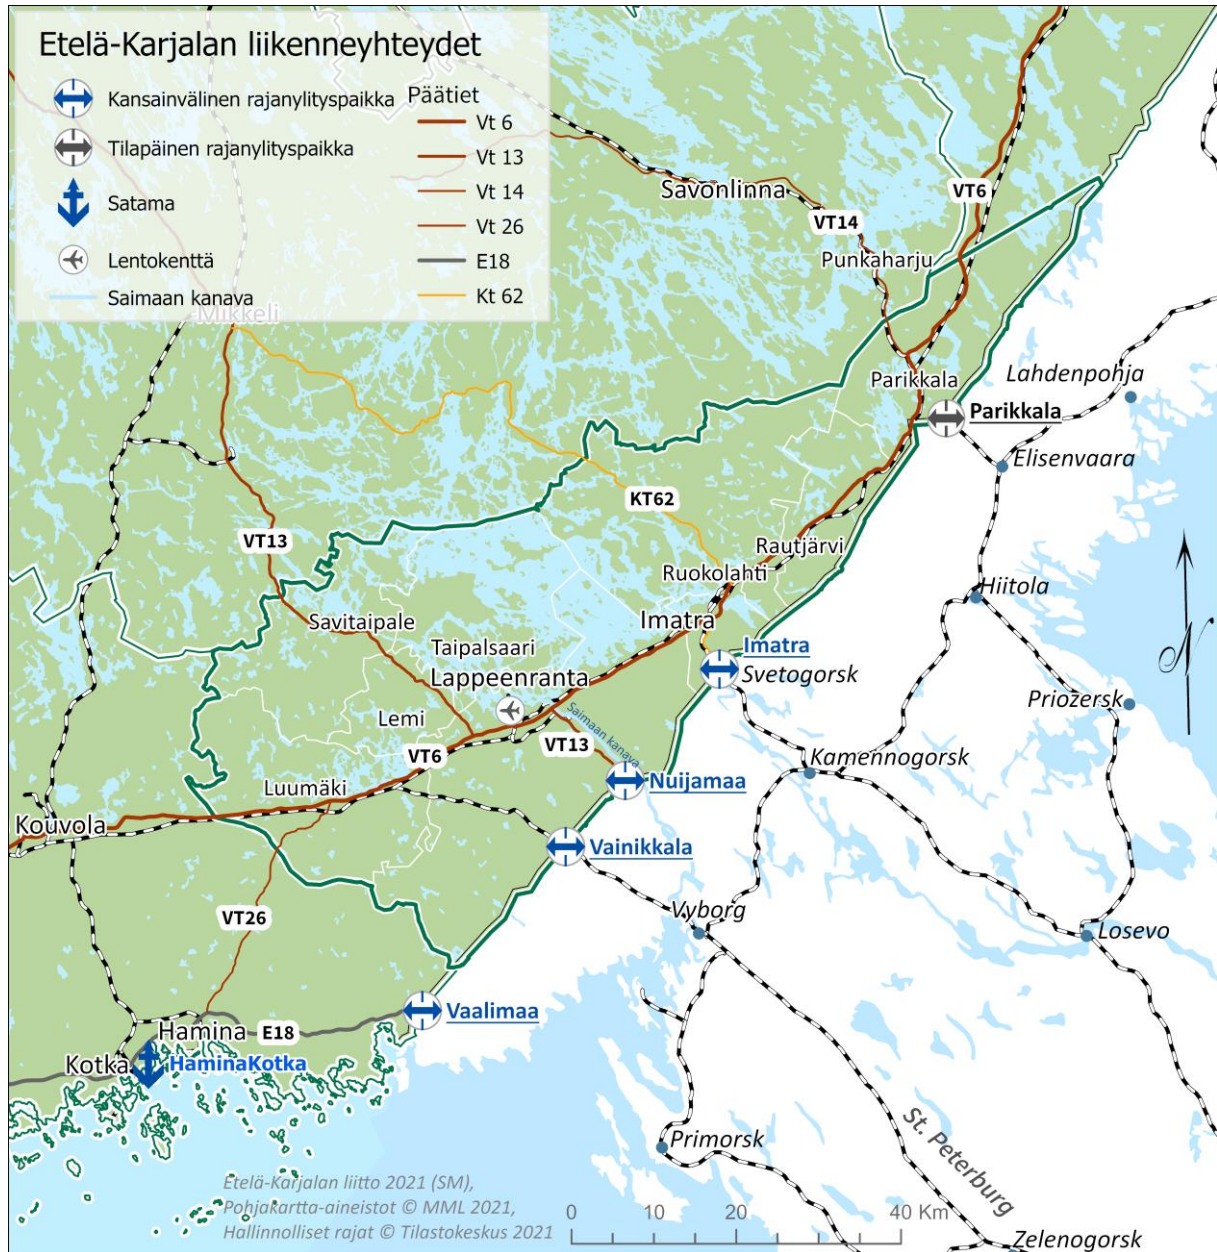 Etelä-Karjalan liikenneyhteydet
Kansainvälinen rajanylityspaikka
Tilapäinen rajanylityspaikka
Satama
Lentokenttä
Saimaan kanava
Päätiet
Vt 6
Vt 13
Vt 14
Vt 26
E18
Kt 62
Mikkeli
Savonlinna
VT6
VT14
Punkaharju
Parikkala
Lahdenpohja
Parikkala
Elisenvaara
KT62
VT13
Rautjärvi
Ruokolahti
Hiitola
Savitaipale
Imatra
Taipalsaari
Imatra
Svetogorsk
Lappeenranta
Priozersk
Lemi
Saimaan kanava
VT13
VT6
Nuijamaa
Kamennogorsk
Luumäki
Kouvola
Vainikkala
VT26
Vyborg
Losevo
Vaalimaa
Hamina
E18
Kotka
HaminaKotka
St. Peterburg
Primorsk
N
Etelä-Karjalan liitto 2021 (SM),
Pohjakartta-aineistot © MML 2021,
Hallinnolliset rajat © Tilastokeskus 2021
0 10 20 40 Km
Zelenogorsk